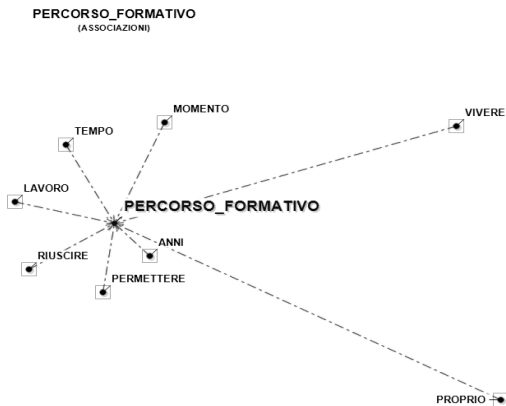 PERCORSO_FORMATIVO
(ASSOCIAZIONI)
MOMENTO
VIVERE
TEMPO
LAVORO
PERCORSO_FORMATIVO
ANNI
RIUSCIRE
PERMETTERE
PROPRIO